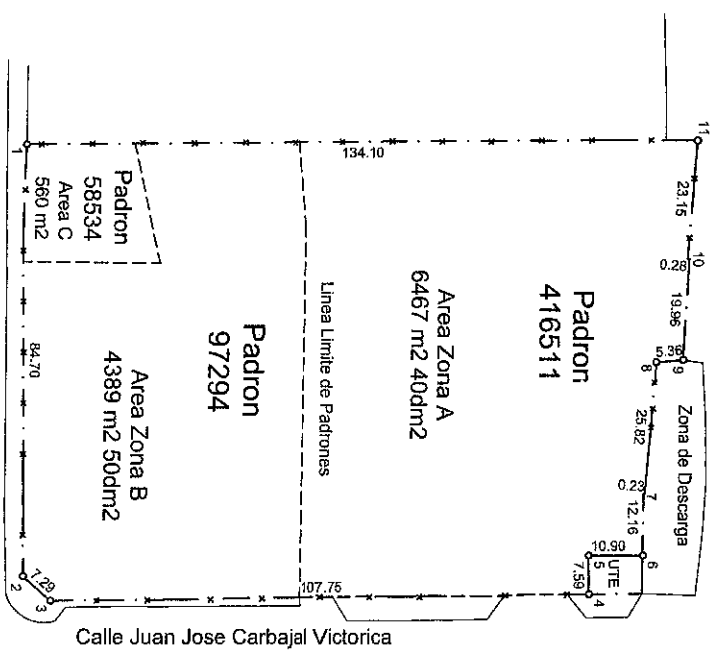 11
134.10
1
23.15
10
0.28
19.96
5.36
9
8
25.82
0.23
7
12.16
10.90
6
5
UTE
7.59
4
Zona de Descarga
Padron
416511
Area Zona A
6467 m2 40dm2
Linea Limite de Padrones
Padron
97294
Area Zona B
4389 m2 50dm2
Padron
58534
Area C
560 m2
84.70
2
7.29
3
107.75
Calle Juan Jose Carbajal Victorica